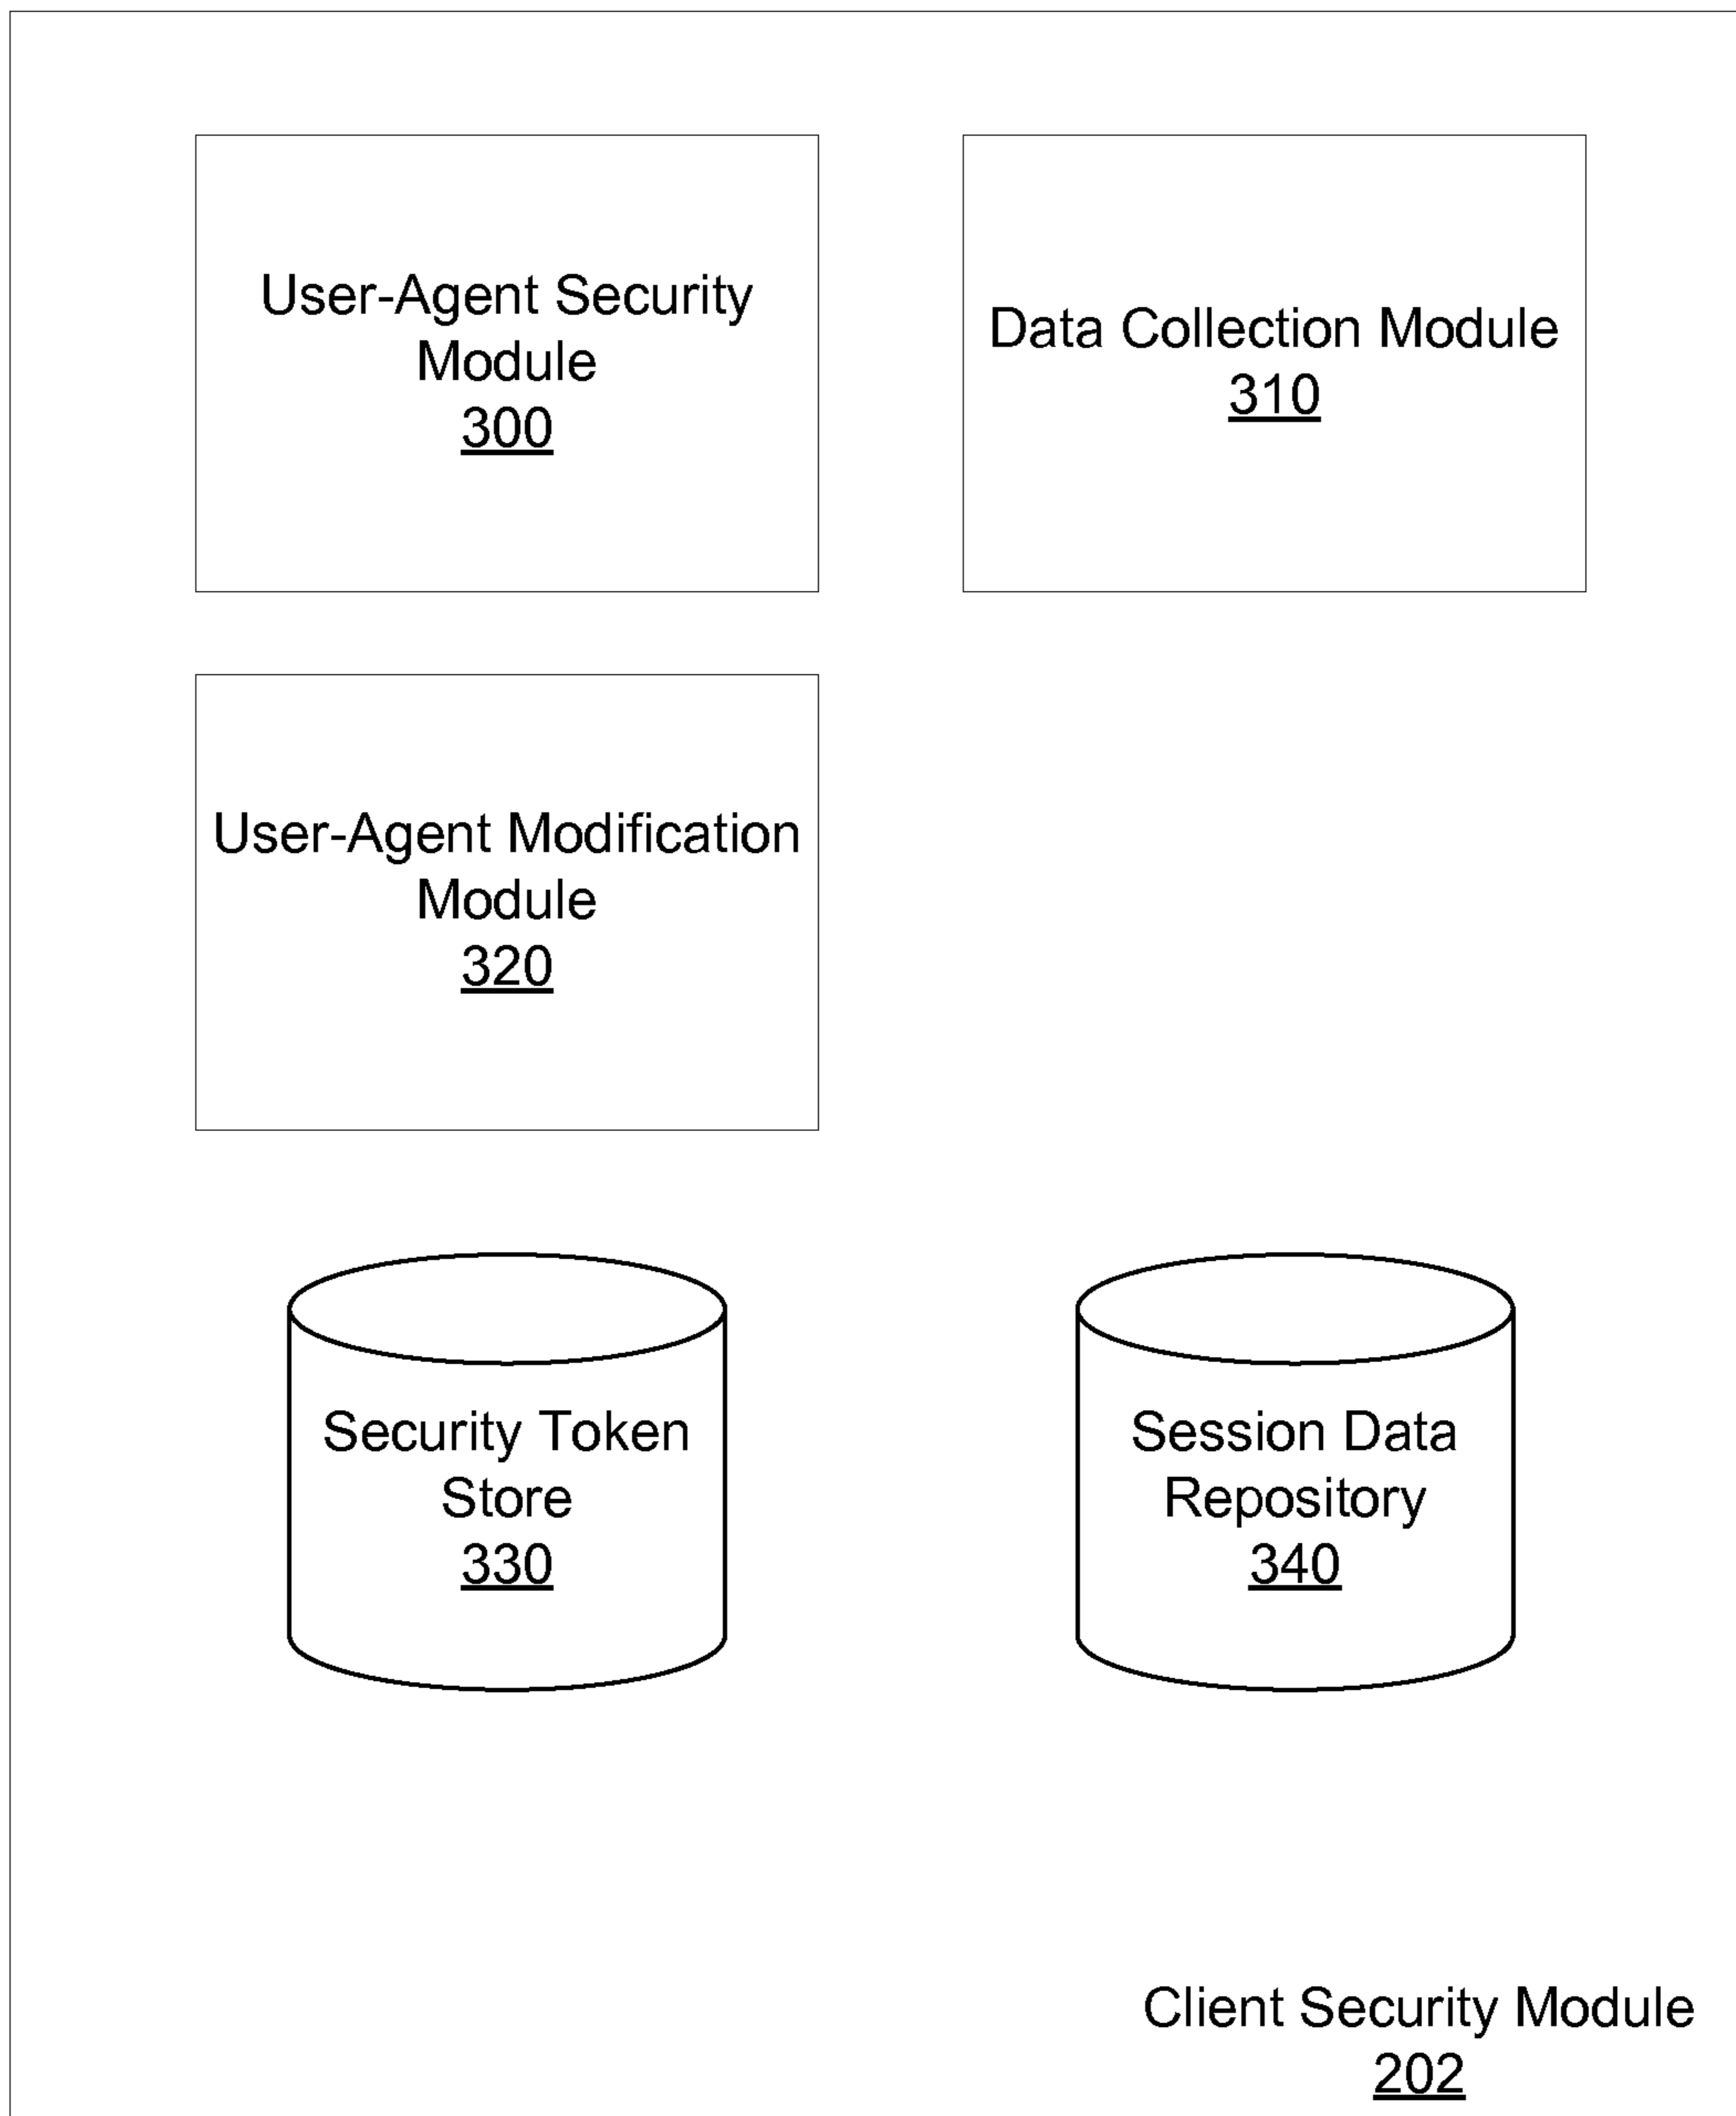 User-Agent Security
Module
300
Data Collection Module
310
User-Agent Modification
Module
320
Security Token
Store
330
Session Data
Repository
340
Client Security Module
202